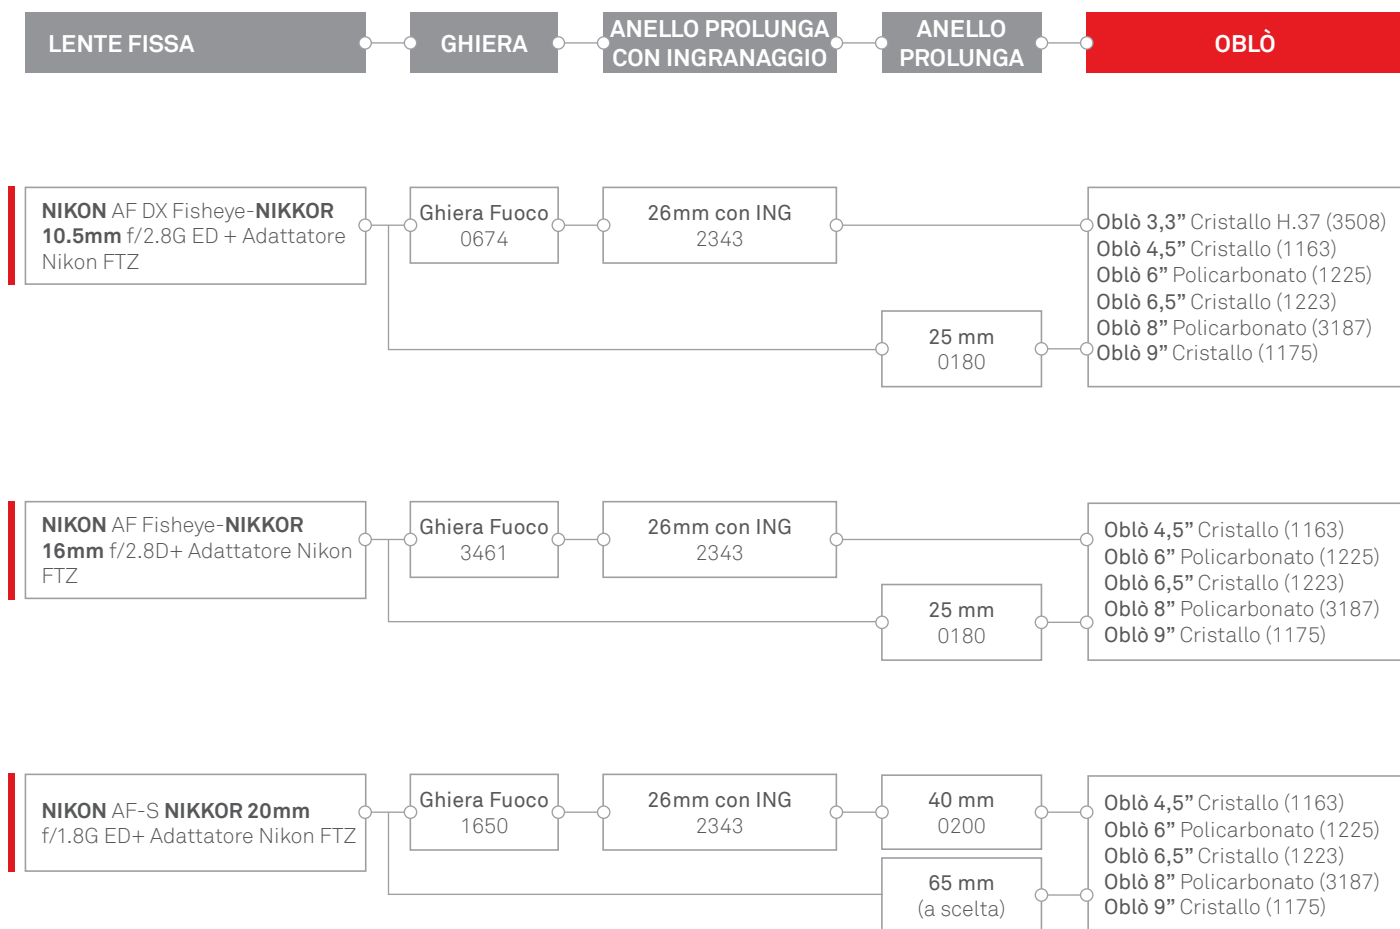 LENTE FISSA
GHIERA
ANELLO PROLUNGA
CON INGRANAGGIO
ANELLO
PROLUNGA
OBLÒ
NIKON AF DX Fisheye-NIKKOR
10.5mm f/2.8G ED + Adattatore
Nikon FTZ
Ghiera Fuoco
0674
26mm con ING
2343
25 mm
0180
Oblò 3,3” Cristallo H.37 (3508)
Oblò 4,5” Cristallo (1163)
Oblò 6” Policarbonato (1225)
Oblò 6,5” Cristallo (1223)
Oblò 8” Policarbonato (3187)
Oblò 9” Cristallo (1175)
NIKON AF Fisheye-NIKKOR
16mm f/2.8D+ Adattatore Nikon
FTZ
Ghiera Fuoco
3461
26mm con ING
2343
25 mm
0180
Oblò 4,5” Cristallo (1163)
Oblò 6” Policarbonato (1225)
Oblò 6,5” Cristallo (1223)
Oblò 8” Policarbonato (3187)
Oblò 9” Cristallo (1175)
NIKON AF-S NIKKOR 20mm
f/1.8G ED+ Adattatore Nikon FTZ
Ghiera Fuoco
1650
26mm con ING
2343
40 mm
0200
65 mm
(a scelta)
Oblò 4,5” Cristallo (1163)
Oblò 6” Policarbonato (1225)
Oblò 6,5” Cristallo (1223)
Oblò 8” Policarbonato (3187)
Oblò 9” Cristallo (1175)